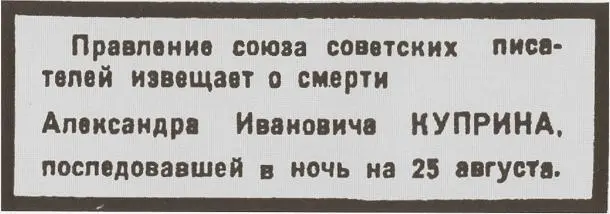 Правление союза советских писа-
телей извещает о смерти
Александра Ивановича КУПРИНА,
последовавшей в ночь на 25 августа.